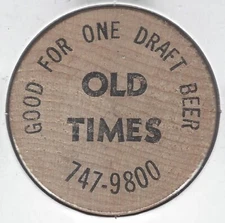 GOOD FOR ONE DRAFT BEER
OLD
TIMES
747-9800